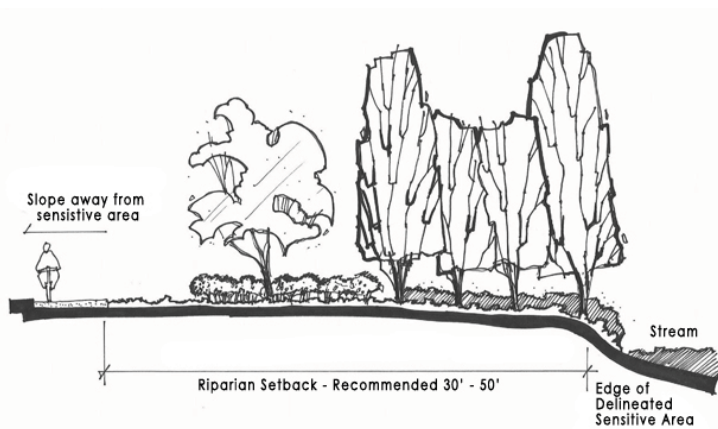 Slope away from
sensistive area
Stream
Riparian Setback - Recommended 30' - 50'
Edge of
Delineated
Sensitive Area